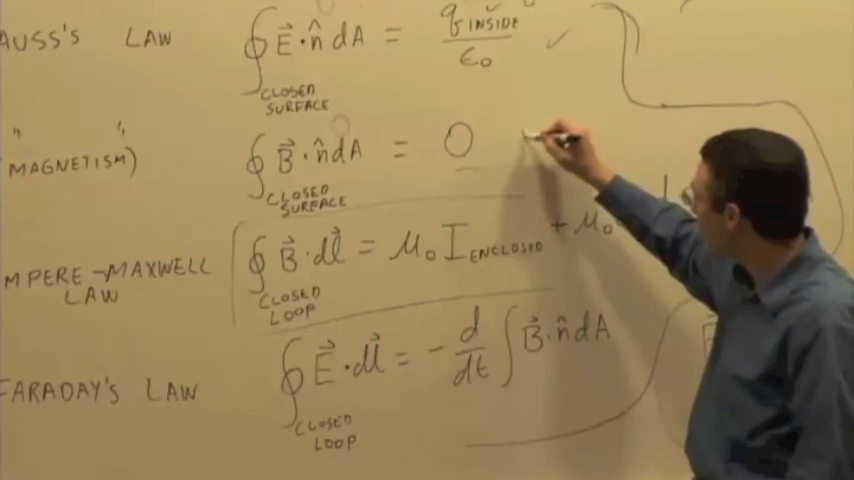 AUSS'S LAW ∮ E⃗·n̂ dA = q INSIDE / ε₀ ✓
CLOSED
SURFACE
" "
(MAGNETISM) ∮ B⃗·n̂dA = 0
CLOSED
SURFACE
MPERE-MAXWELL ∮ B⃗·dl⃗ = μ₀ I ENCLOSED + μ₀
LAW
CLOSED
LOOP
FARADAY'S LAW ∮ E⃗·dl⃗ = - d/dt ∫ B⃗·n̂dA
CLOSED
LOOP